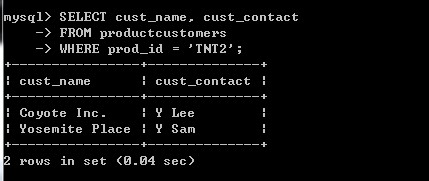 mysql> SELECT cust_name, cust_contact
    -> FROM productcustomers
    -> WHERE prod_id = 'TNT2';
+----------------+--------------+
| cust_name      | cust_contact |
+----------------+--------------+
| Coyote Inc.    | Y Lee        |
| Yosemite Place | Y Sam        |
+----------------+--------------+
2 rows in set (0.04 sec)